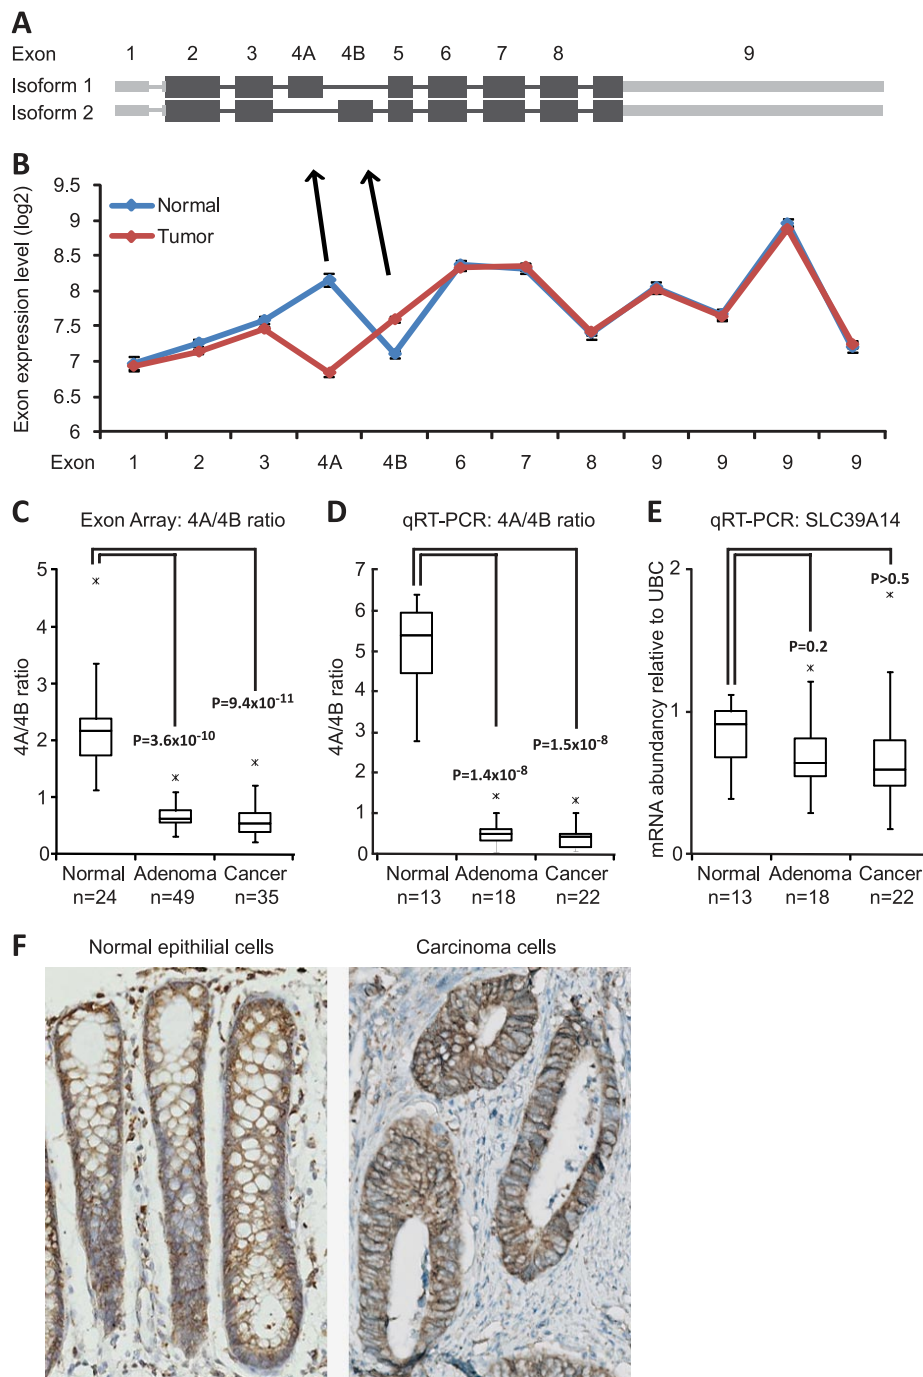 A
Exon 1 2 3 4A 4B 5 6 7 8 9
Isoform 1
Isoform 2
B
Exon expression level (log2)
9.5
9
8.5
8
7.5
7
6.5
6
Normal
Tumor
Exon 1 2 3 4A 4B 6 7 8 9 9 9 9
C Exon Array: 4A/4B ratio
4A/4B ratio
5
4
3
2
1
0
P=3.6x10-10
P=9.4x10-11
Normal Adenoma Cancer
n=24 n=49 n=35
D qRT-PCR: 4A/4B ratio
4A/4B ratio
7
6
5
4
3
2
1
0
P=1.4x10-8
P=1.5x10-8
Normal Adenoma Cancer
n=13 n=18 n=22
E qRT-PCR: SLC39A14
mRNA abundancy relative to UBC
2
1
0
P=0.2
P>0.5
Normal Adenoma Cancer
n=13 n=18 n=22
F Normal epithilial cells Carcinoma cells